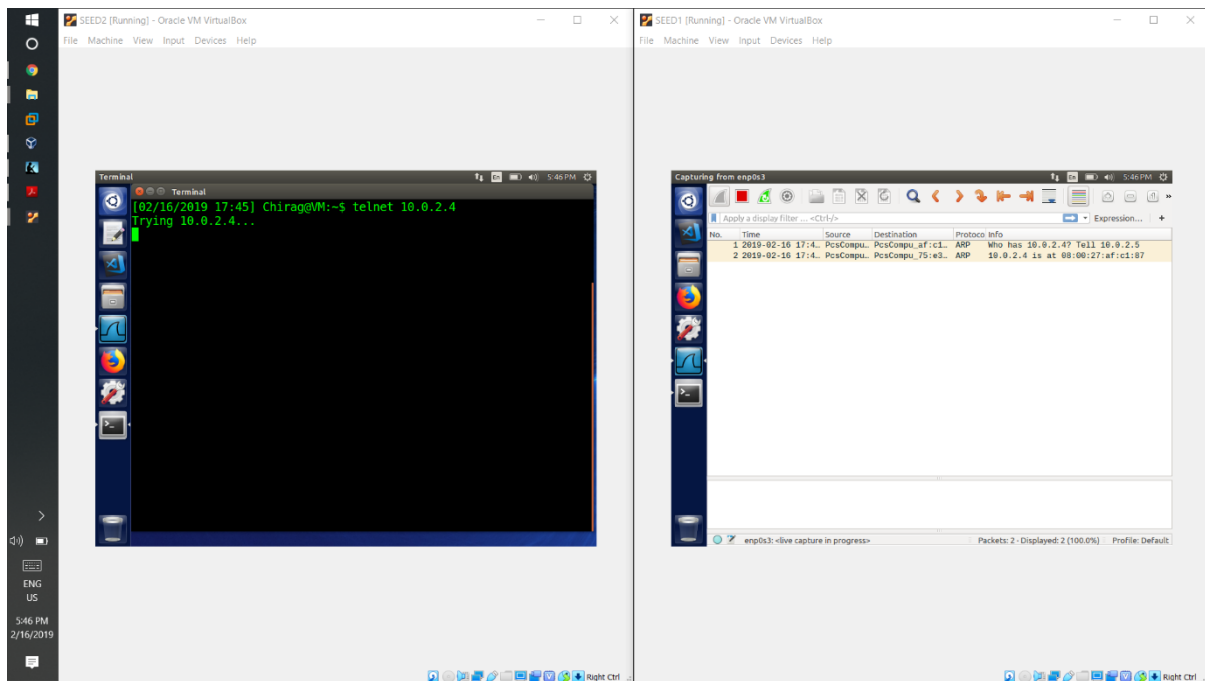 SEED2 [Running] - Oracle VM VirtualBox
File Machine View Input Devices Help
Terminal
En
5:46 PM
Terminal
[02/16/2019 17:45] Chirag@VM:~$ telnet 10.0.2.4
Trying 10.0.2.4...
Right Ctrl
SEED1 [Running] - Oracle VM VirtualBox
File Machine View Input Devices Help
Capturing from enp0s3
En
5:46 PM
Apply a display filter ... <Ctrl-/>
Expression... +
No. Time Source Destination Protoco Info
1 2019-02-16 17:4… PcsCompu… PcsCompu_af:c1… ARP Who has 10.0.2.4? Tell 10.0.2.5
2 2019-02-16 17:4… PcsCompu… PcsCompu_75:e3… ARP 10.0.2.4 is at 08:00:27:af:c1:87
enp0s3: <live capture in progress>
Packets: 2 · Displayed: 2 (100.0%)
Profile: Default
Right Ctrl
ENG
US
5:46 PM
2/16/2019